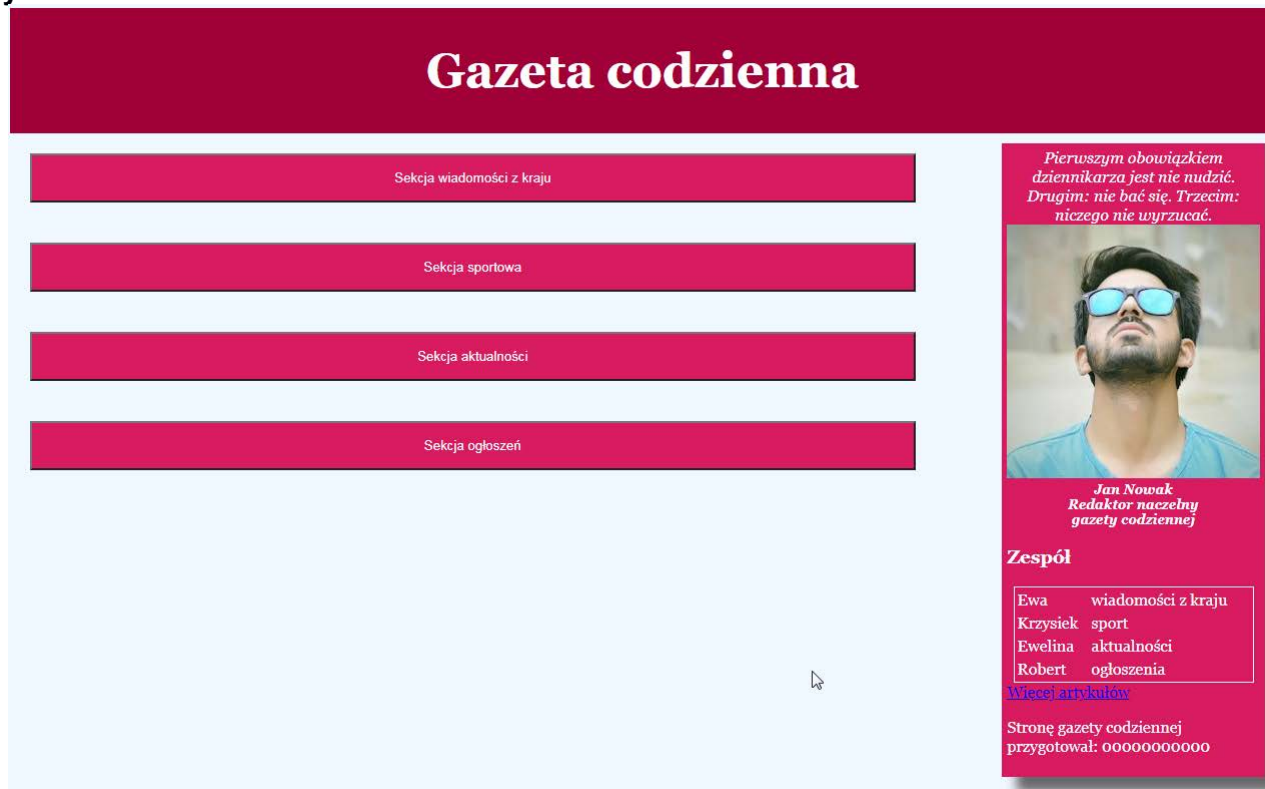 Gazeta codzienna
Sekcja wiadomości z kraju
Sekcja sportowa
Sekcja aktualności
Sekcja ogłoszeń
Pierwszym obowiązkiem
dziennikarza jest nie nudzić.
Drugim: nie bać się. Trzecim:
niczego nie wyrzucać.
Jan Nowak
Redaktor naczelny
gazety codziennej
Zespół
Ewa wiadomości z kraju
Krzysiek sport
Ewelina aktualności
Robert ogłoszenia
Więcej artykułów
Stronę gazety codziennej
przygotował: 00000000000